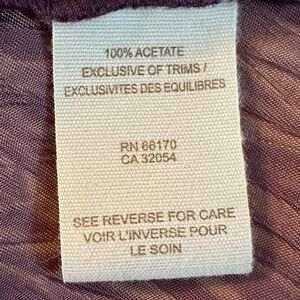 100% ACETATE
EXCLUSIVE OF TRIMS /
EXCLUSIVITES DES EQUILIBRES
RN 66170
CA 32054
SEE REVERSE FOR CARE
VOIR L'INVERSE POUR
LE SOIN